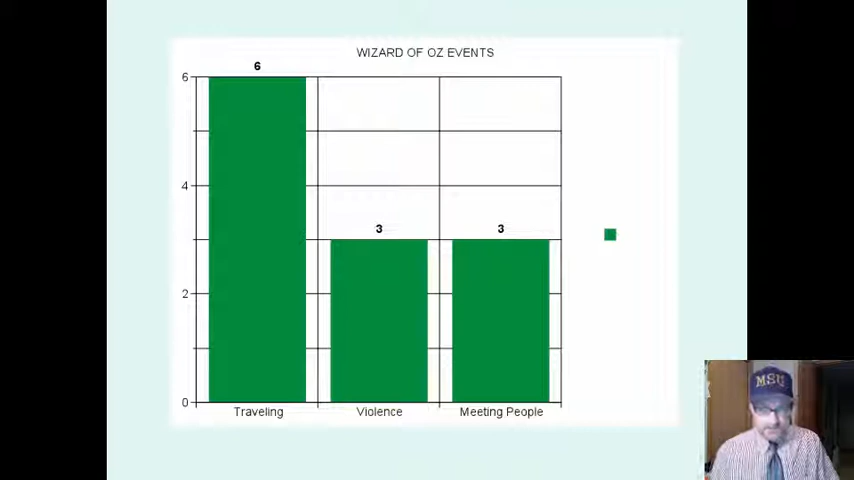 WIZARD OF OZ EVENTS
6
6
4
3
3
2
0
Traveling
Violence
Meeting People
MSU